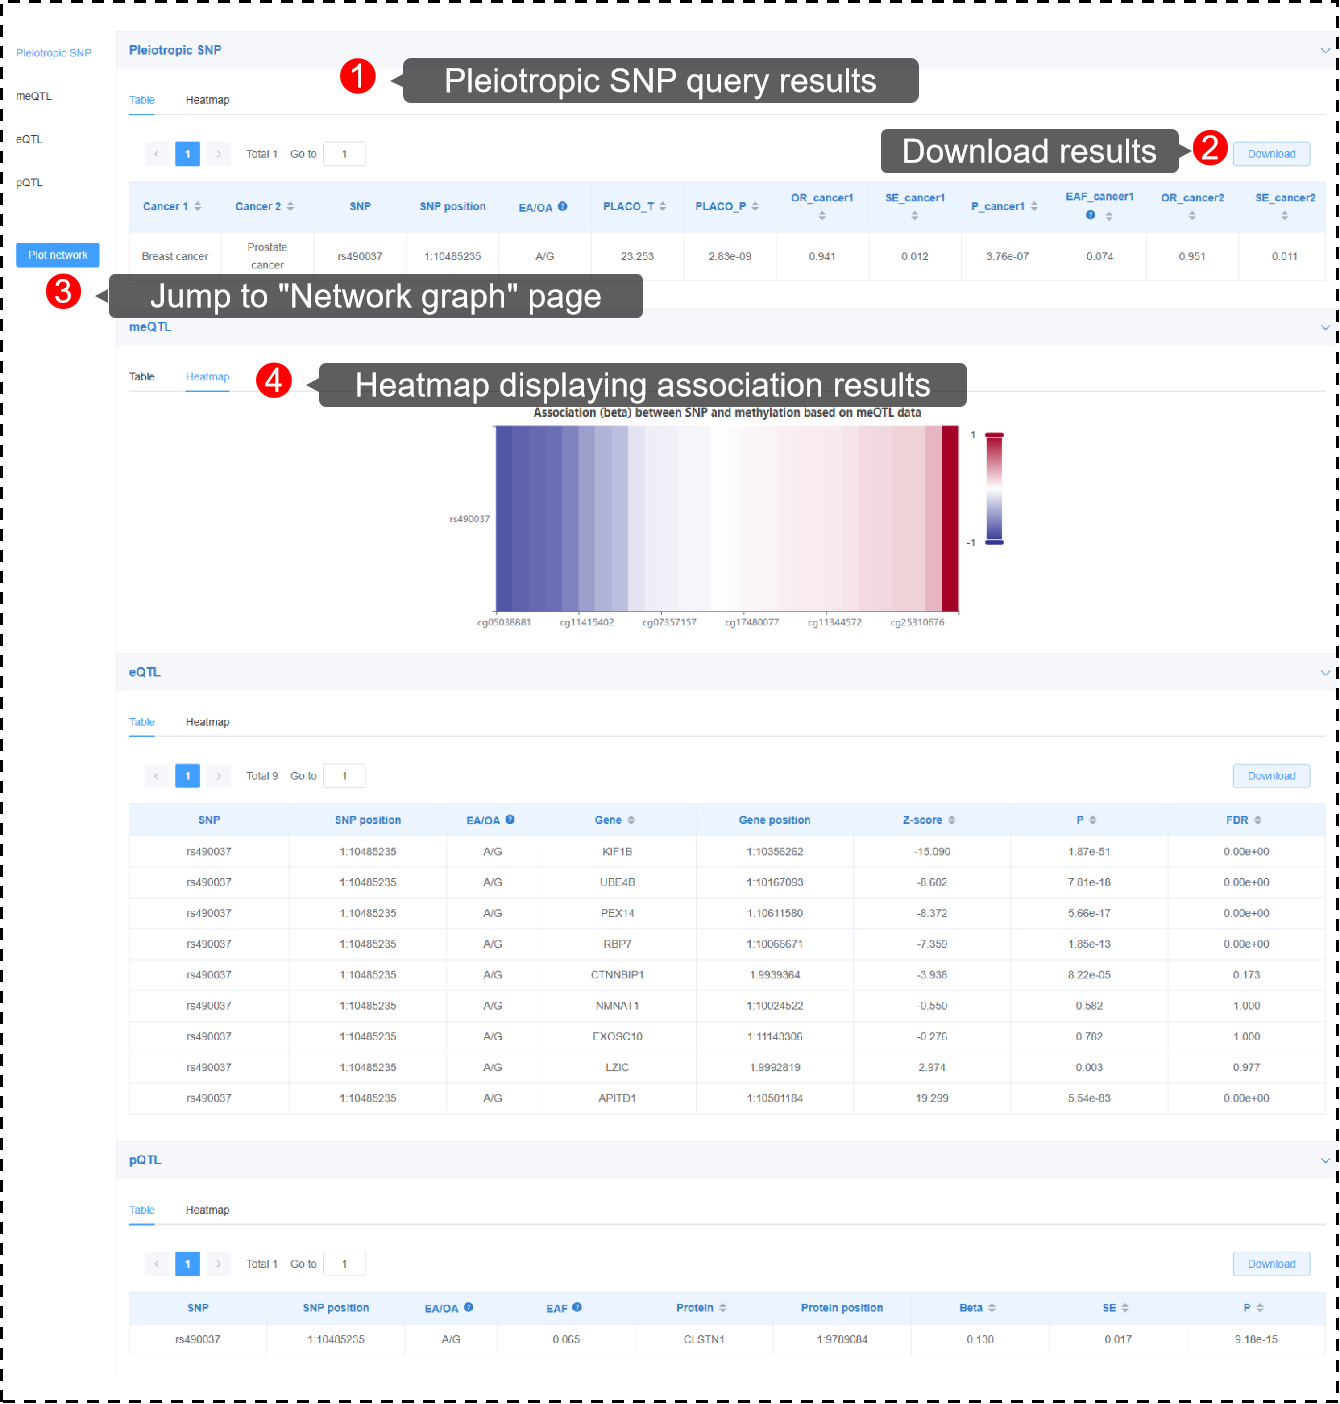 Pleiotropic SNP
meQTL
eQTL
pQTL
Plot network
3 Jump to "Network graph" page
Pleiotropic SNP
1 Pleiotropic SNP query results
Table Heatmap
< 1 > Total 1 Go to 1
Download results 2 Download
Cancer 1 Cancer 2 SNP SNP position EA/OA ? PLACO_T PLACO_P OR_cancer1 SE_cancer1 P_cancer1 EAF_cancer1 ? OR_cancer2 SE_cancer2
Breast cancer Prostate cancer rs490037 1:10485235 A/G 23.253 2.83e-09 0.941 0.012 3.76e-07 0.074 0.951 0.011
meQTL
Table Heatmap
4 Heatmap displaying association results
Association (beta) between SNP and methylation based on meQTL data
1
rs490037
-1
cg05038881 cg11415402 cg07357157 cg17480077 cg11344572 cg25310676
eQTL
Table Heatmap
< 1 > Total 9 Go to 1 Download
SNP SNP position EA/OA ? Gene Gene position Z-score P FDR
rs490037 1:10485235 A/G KIF1B 1:10356262 -15.090 1.87e-51 0.00e+00
rs490037 1:10485235 A/G UBE4B 1:10167093 -8.602 7.81e-18 0.00e+00
rs490037 1:10485235 A/G PEX14 1:10611580 -8.372 5.66e-17 0.00e+00
rs490037 1:10485235 A/G RBP7 1:10066671 -7.359 1.85e-13 0.00e+00
rs490037 1:10485235 A/G CTNNBIP1 1:9939364 -3.938 8.22e-05 0.173
rs490037 1:10485235 A/G NMNAT1 1:10024522 -0.550 0.582 1.000
rs490037 1:10485235 A/G EXOSC10 1:11143306 -0.276 0.782 1.000
rs490037 1:10485235 A/G LZIC 1:9992819 2.974 0.003 0.977
rs490037 1:10485235 A/G APITD1 1:10501184 19.299 5.54e-83 0.00e+00
pQTL
Table Heatmap
< 1 > Total 1 Go to 1 Download
SNP SNP position EA/OA ? EAF ? Protein Protein position Beta SE P
rs490037 1:10485235 A/G 0.065 CLSTN1 1:9789084 0.130 0.017 9.18e-15